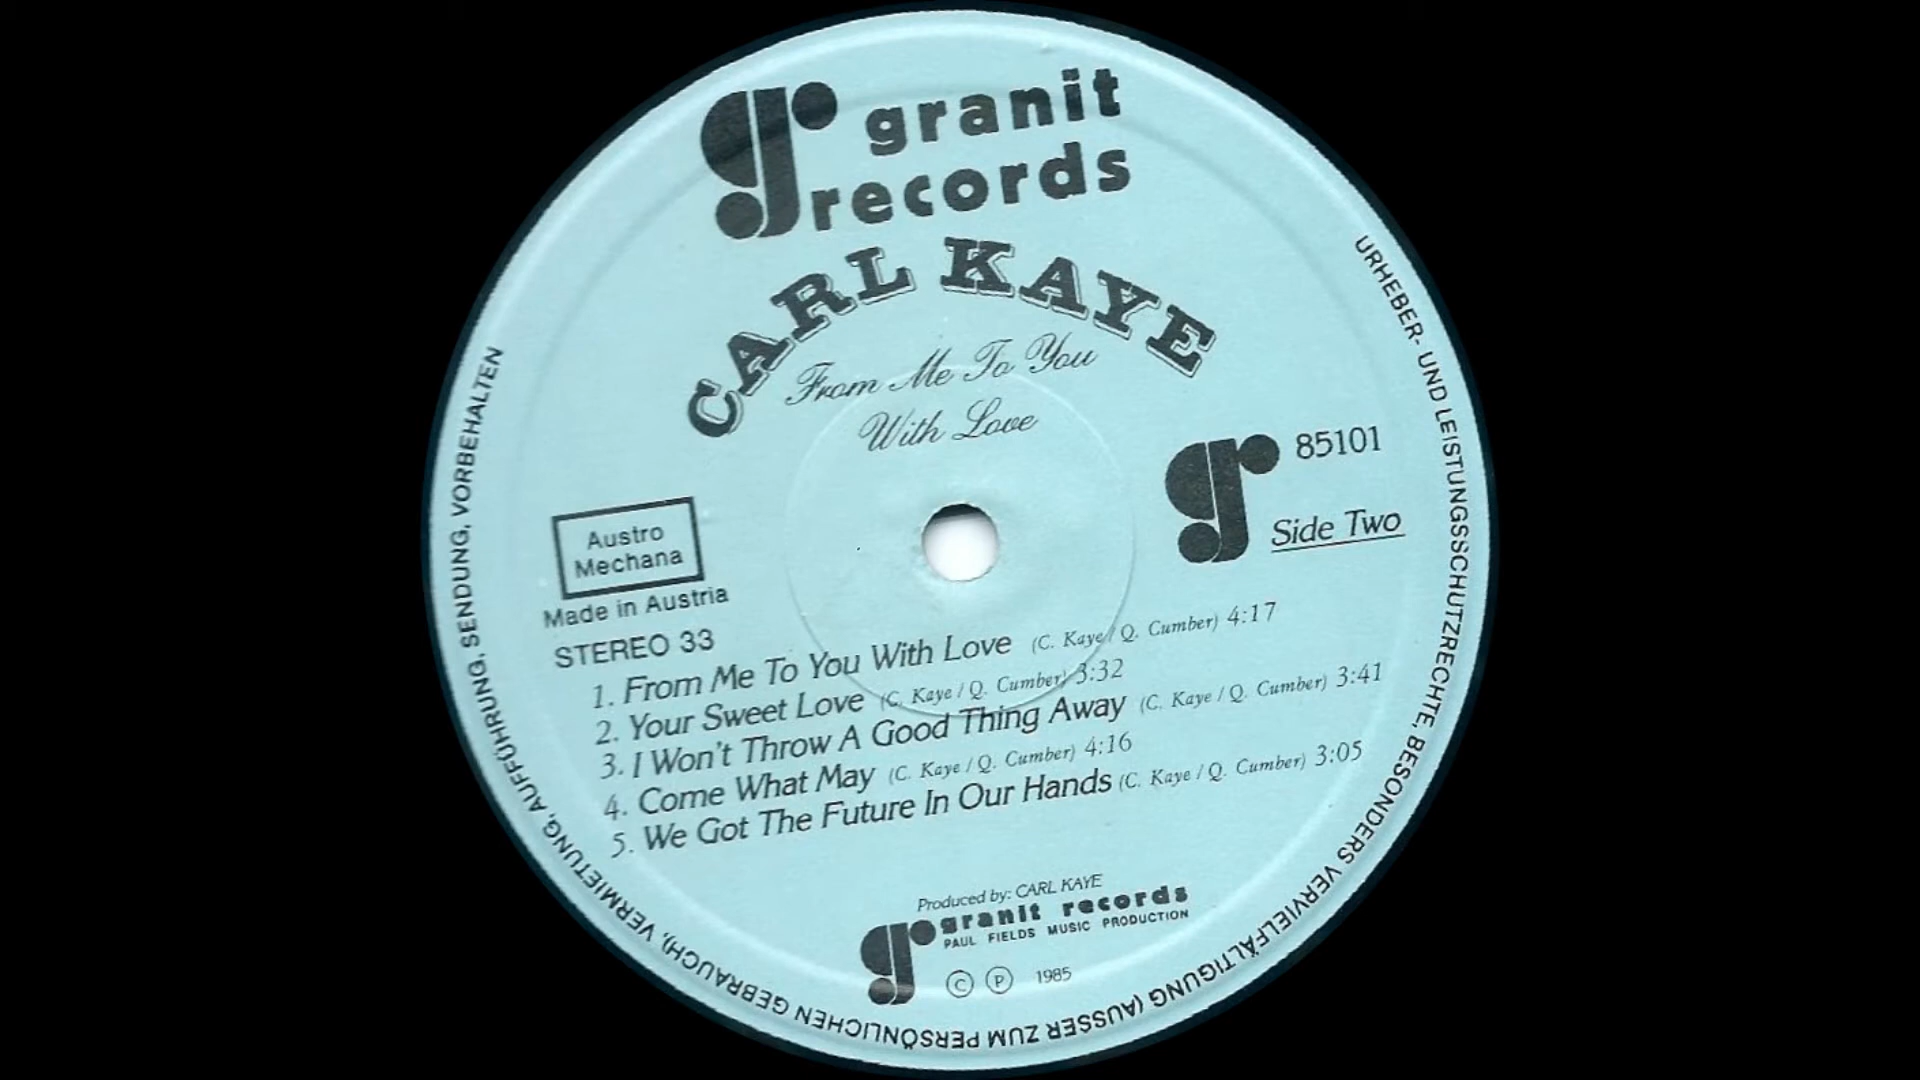 gr granit
records
CARL KAYE
From Me To You
With Love
gr 85101
Side Two
Austro
Mechana
Made in Austria
STEREO 33
1. From Me To You With Love (C. Kaye / Q. Cumber) 4:17
2. Your Sweet Love (C. Kaye / Q. Cumber) 3:32
3. I Won't Throw A Good Thing Away (C. Kaye / Q. Cumber) 3:41
4. Come What May (C. Kaye / Q. Cumber) 4:16
5. We Got The Future In Our Hands (C. Kaye / Q. Cumber) 3:05
Produced by: CARL KAYE
gr granit records
PAUL FIELDS MUSIC PRODUCTION
Ⓒ Ⓟ 1985
URHEBER- UND LEISTUNGSSCHUTZRECHTE, BESONDERS VERVIELFÄLTIGUNG (AUSSER ZUM PERSÖNLICHEN GEBRAUCH), VERMIETUNG, AUFFÜHRUNG, SENDUNG, VORBEHALTEN